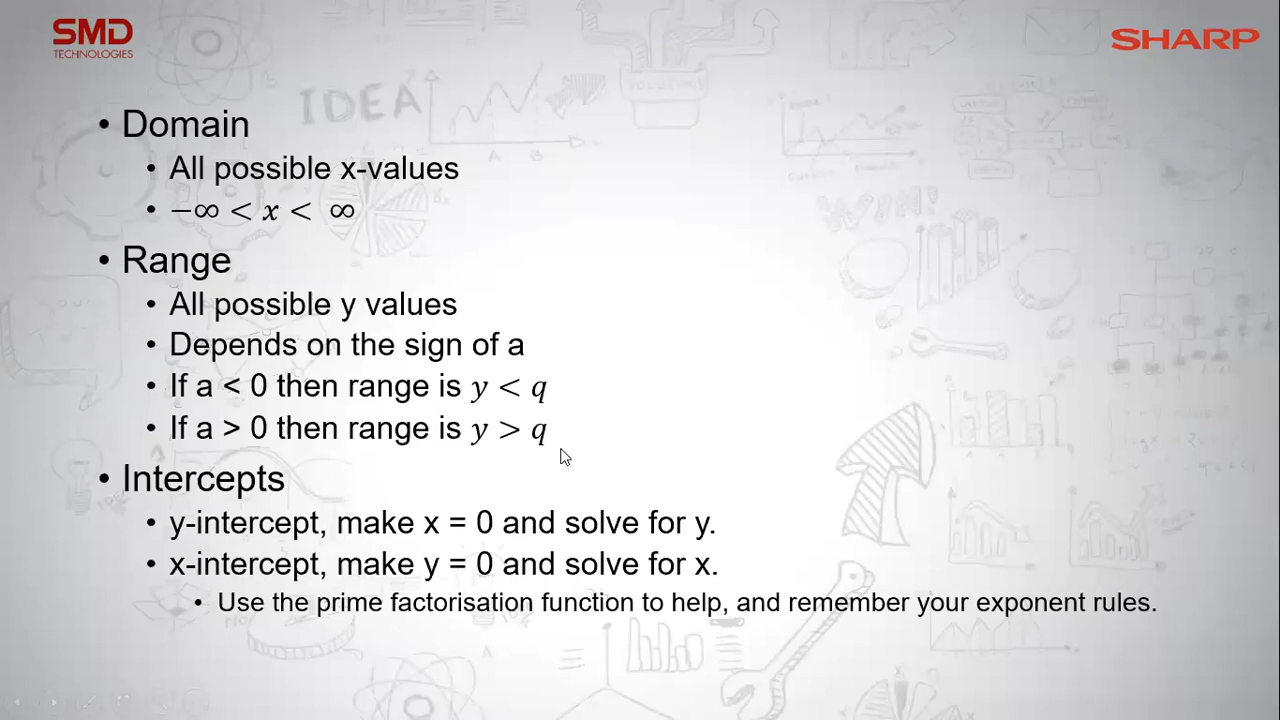 SMD
TECHNOLOGIES
SHARP
IDEA
WIN!
• Domain
• All possible x-values
• −∞ < x < ∞
• Range
• All possible y values
• Depends on the sign of a
• If a < 0 then range is y < q
• If a > 0 then range is y > q
• Intercepts
• y-intercept, make x = 0 and solve for y.
• x-intercept, make y = 0 and solve for x.
• Use the prime factorisation function to help, and remember your exponent rules.